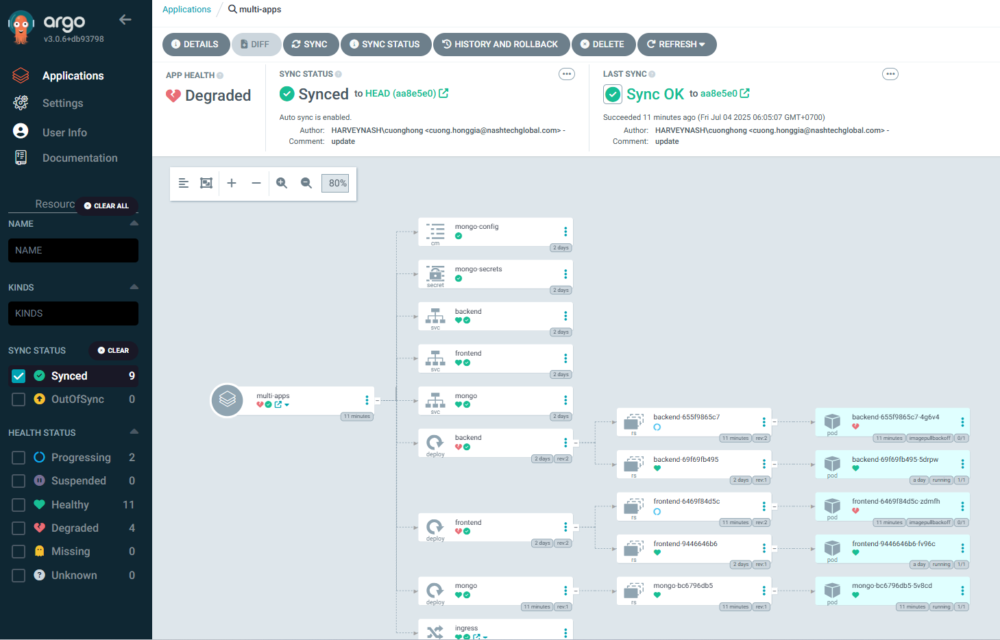 argo
v3.0.6+db93798
Applications
Settings
User Info
Documentation
Resourc
CLEAR ALL
NAME
NAME
KINDS
KINDS
SYNC STATUS
CLEAR
Synced 9
OutOfSync 0
HEALTH STATUS
Progressing 2
Suspended 0
Healthy 11
Degraded 4
Missing 0
Unknown 0
Applications / multi-apps
DETAILS
DIFF
SYNC
SYNC STATUS
HISTORY AND ROLLBACK
DELETE
REFRESH
APP HEALTH
Degraded
SYNC STATUS
Synced to HEAD (aa8e5e0)
Auto sync is enabled.
Author: HARVEYNASH\cuonghong <cuong.honggia@nashtechglobal.com> -
Comment: update
LAST SYNC
Sync OK to aa8e5e0
Succeeded 11 minutes ago (Fri Jul 04 2025 06:05:07 GMT+0700)
Author: HARVEYNASH\cuonghong <cuong.honggia@nashtechglobal.com> -
Comment: update
80%
multi-apps
11 minutes
mongo-config
cm
2 days
mongo-secrets
secret
2 days
backend
svc
2 days
frontend
svc
2 days
mongo
svc
2 days
backend
deploy
2 days rev:2
frontend
deploy
2 days rev:2
mongo
deploy
11 minutes rev:1
ingress
backend-655f9865c7
rs
11 minutes rev:2
backend-69f69fb495
rs
2 days rev:1
frontend-6469f84d5c
rs
11 minutes rev:2
frontend-9446646b6
rs
2 days rev:1
mongo-bc6796db5
rs
11 minutes rev:1
backend-655f9865c7-4g6v4
pod
11 minutes imagepullbackoff 0/1
backend-69f69fb495-5drpw
pod
a day running 1/1
frontend-6469f84d5c-zdmfh
pod
11 minutes imagepullbackoff 0/1
frontend-9446646b6-fv96c
pod
a day running 1/1
mongo-bc6796db5-5v8cd
pod
11 minutes running 1/1